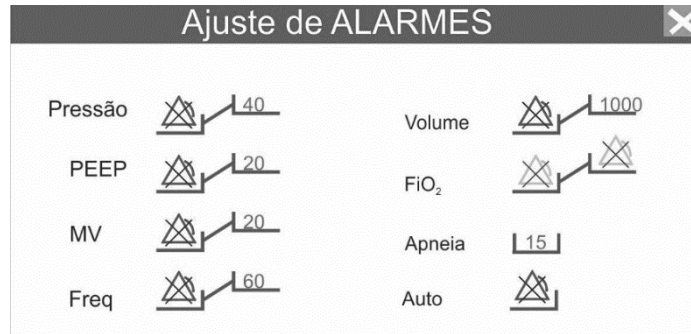 Ajuste de ALARMES
Pressão 40
PEEP 20
MV 20
Freq 60
Volume 1000
FiO₂
Apneia 15
Auto